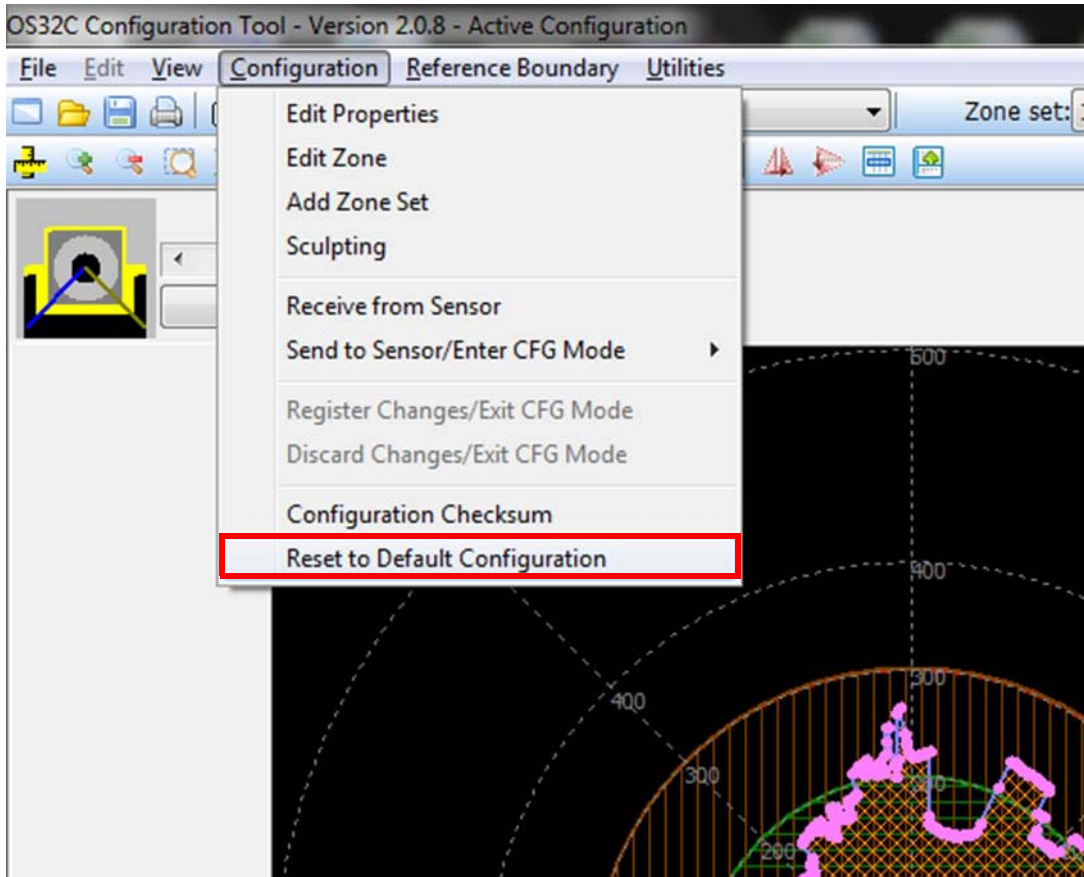 OS32C Configuration Tool - Version 2.0.8 - Active Configuration
File Edit View Configuration Reference Boundary Utilities
Zone set:
Edit Properties
Edit Zone
Add Zone Set
Sculpting
Receive from Sensor
Send to Sensor/Enter CFG Mode
Register Changes/Exit CFG Mode
Discard Changes/Exit CFG Mode
Configuration Checksum
Reset to Default Configuration
400
300
400
300
200